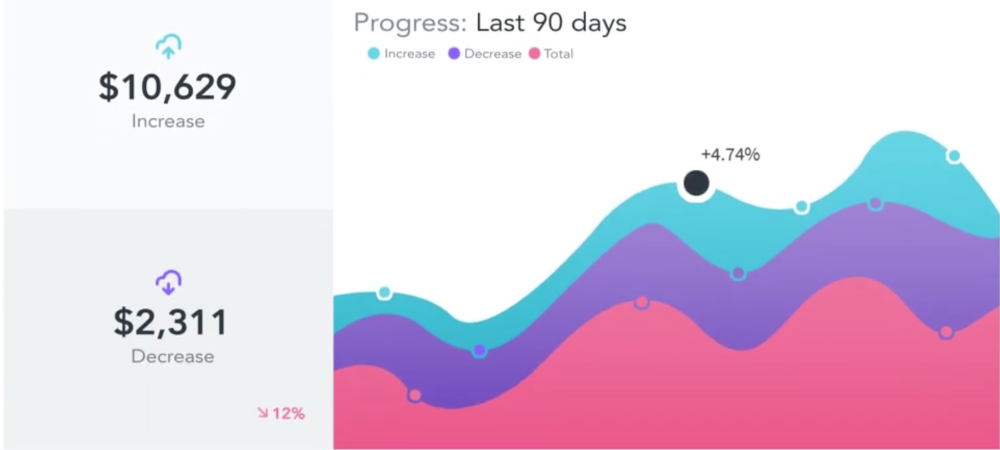 $10,629
Increase
$2,311
Decrease
12%
Progress: Last 90 days
Increase Decrease Total
+4.74%